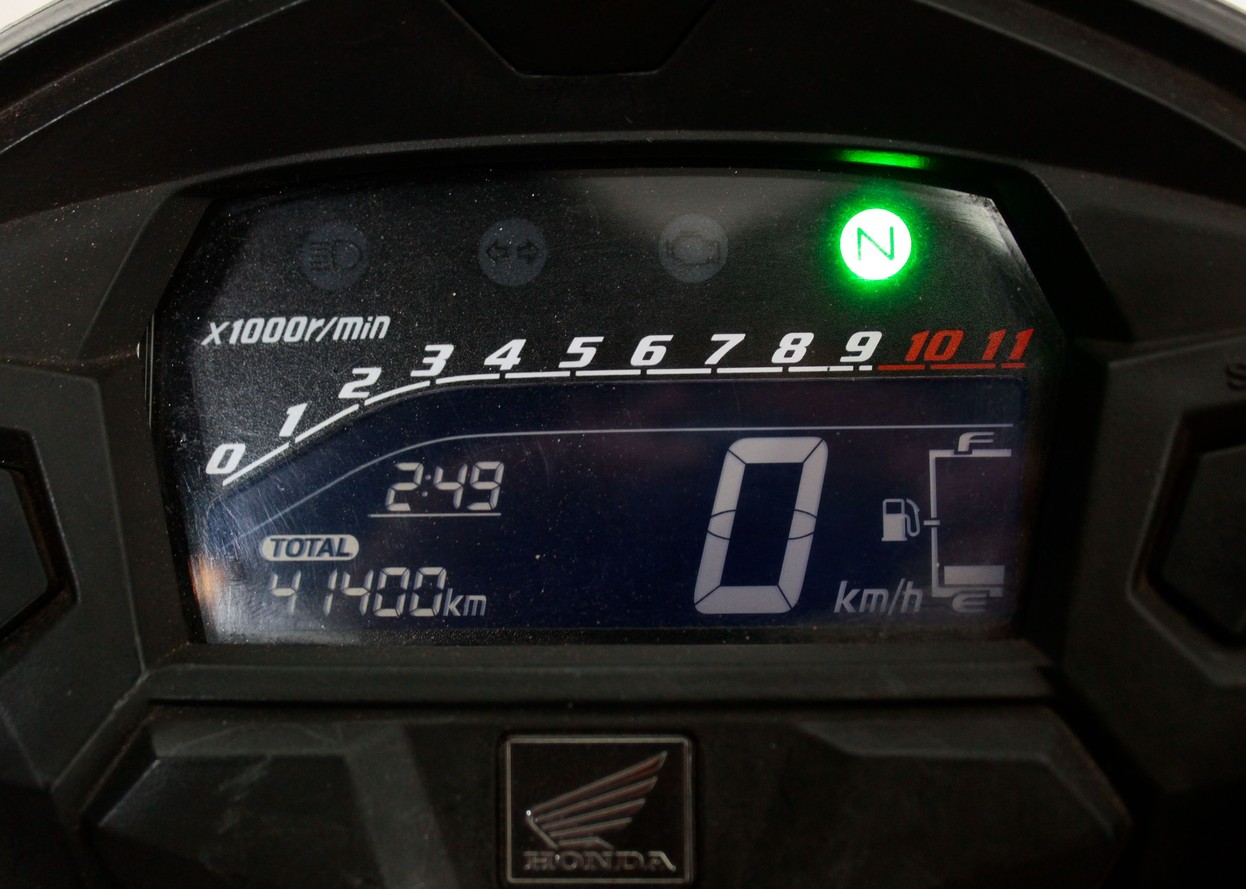 N
x1000r/min
0 1 2 3 4 5 6 7 8 9 10 11
2:49
TOTAL
41400km
0
km/h
F
E
HONDA